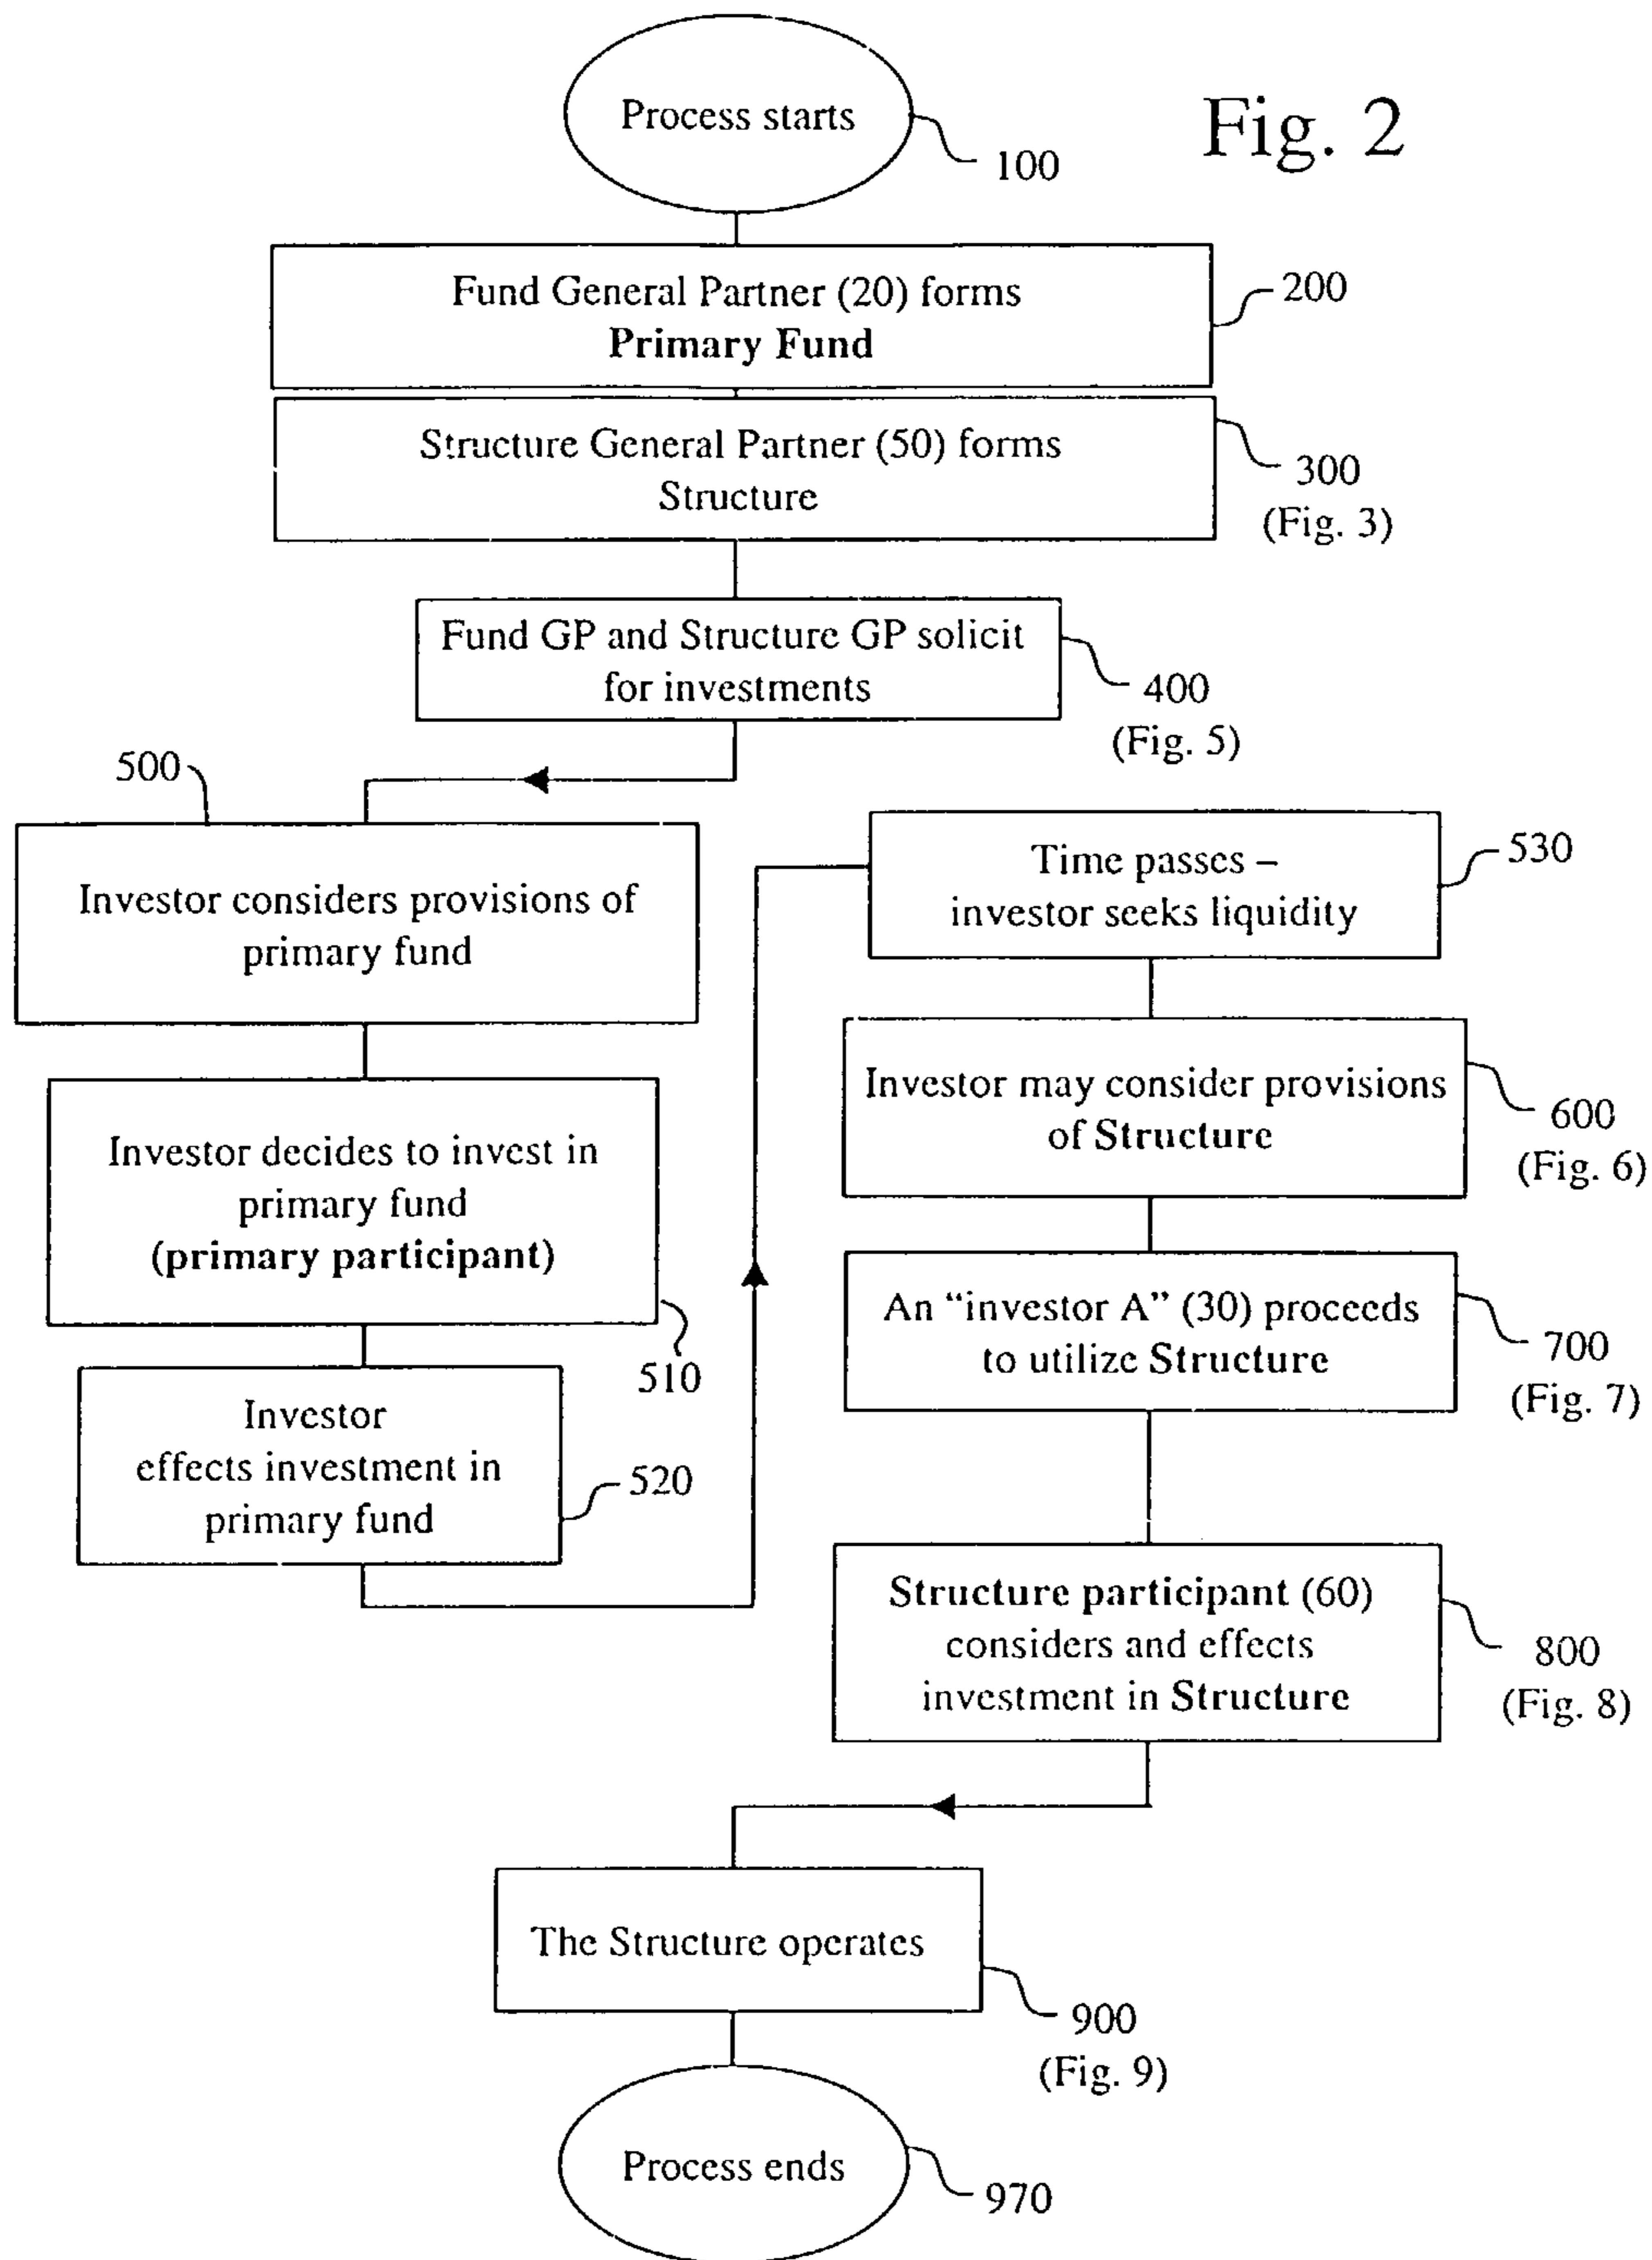 Fig. 2
Process starts
100
Fund General Partner (20) forms
Primary Fund
200
Structure General Partner (50) forms
Structure
300
(Fig. 3)
Fund GP and Structure GP solicit
for investments
400
(Fig. 5)
500
Investor considers provisions of
primary fund
Investor decides to invest in
primary fund
(primary participant)
510
Investor
effects investment in
primary fund
520
Time passes –
investor seeks liquidity
530
Investor may consider provisions
of Structure
600
(Fig. 6)
An “investor A” (30) proceeds
to utilize Structure
700
(Fig. 7)
Structure participant (60)
considers and effects
investment in Structure
800
(Fig. 8)
The Structure operates
900
(Fig. 9)
Process ends
970